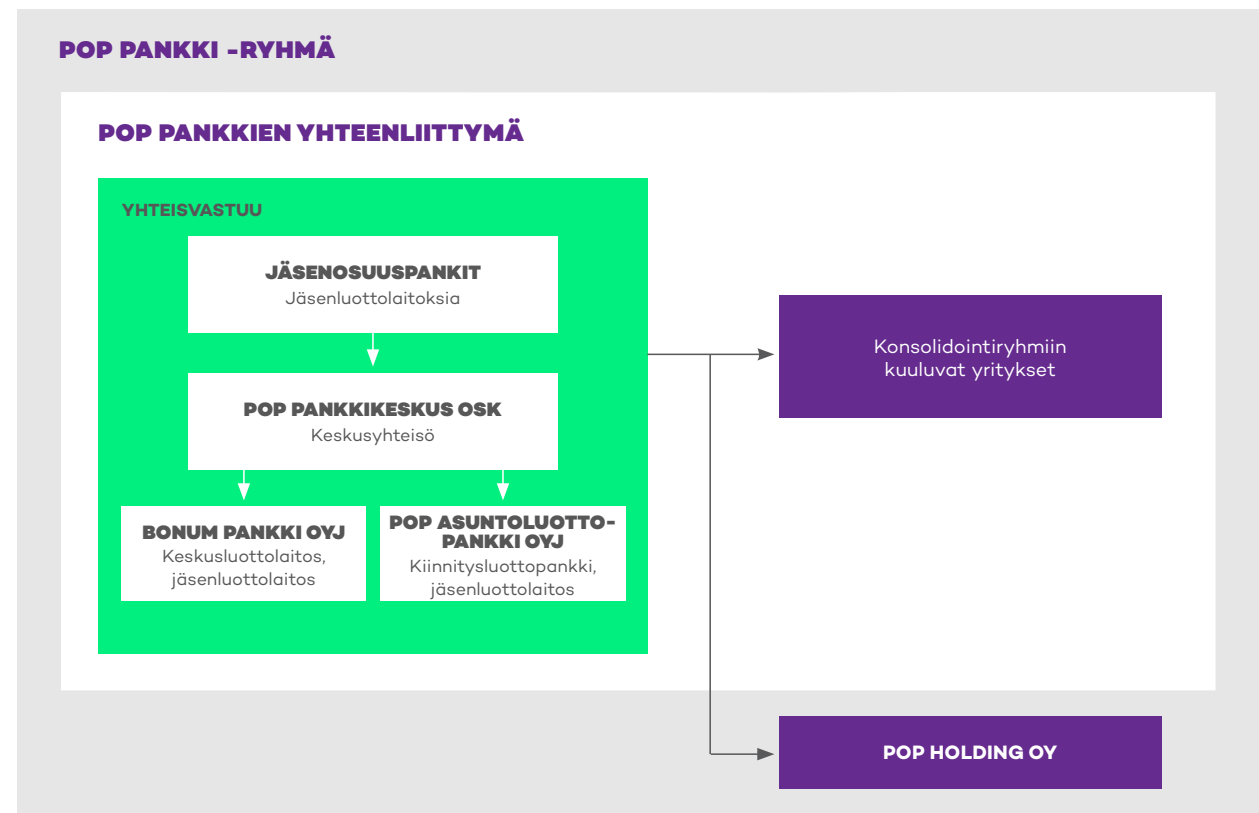 POP PANKKI -RYHMÄ
POP PANKKIEN YHTEENLIITTYMÄ
YHTEISVASTUU
JÄSENOSUUSPANKIT
Jäsenluottolaitoksia
POP PANKKIKESKUS OSK
Keskusyhteisö
BONUM PANKKI OYJ
Keskusluottolaitos,
jäsenluottolaitos
POP ASUNTOLUOTTO-
PANKKI OYJ
Kiinnitysluottopankki,
jäsenluottolaitos
Konsolidointiryhmiin
kuuluvat yritykset
POP HOLDING OY